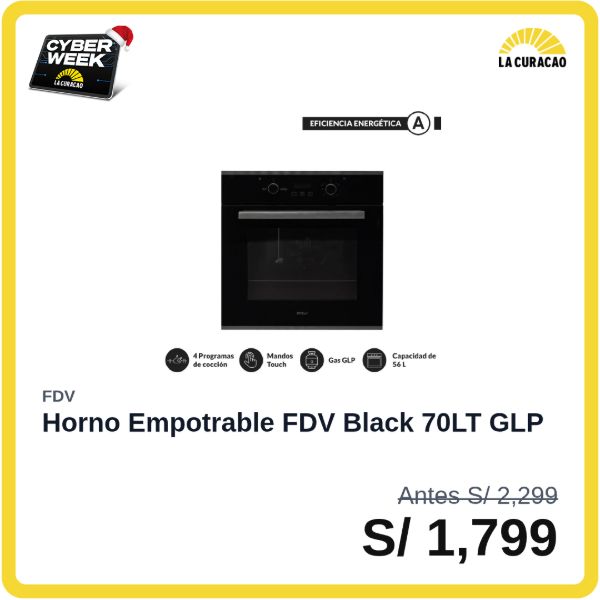 CYBER
WEEK
LA CURACAO
LA CURACAO
EFICIENCIA ENERGÉTICA A
4 Programas
de cocción
Mandos
Touch
Gas GLP
Capacidad de
56 L
FDV
Horno Empotrable FDV Black 70LT GLP
Antes S/ 2,299
S/ 1,799